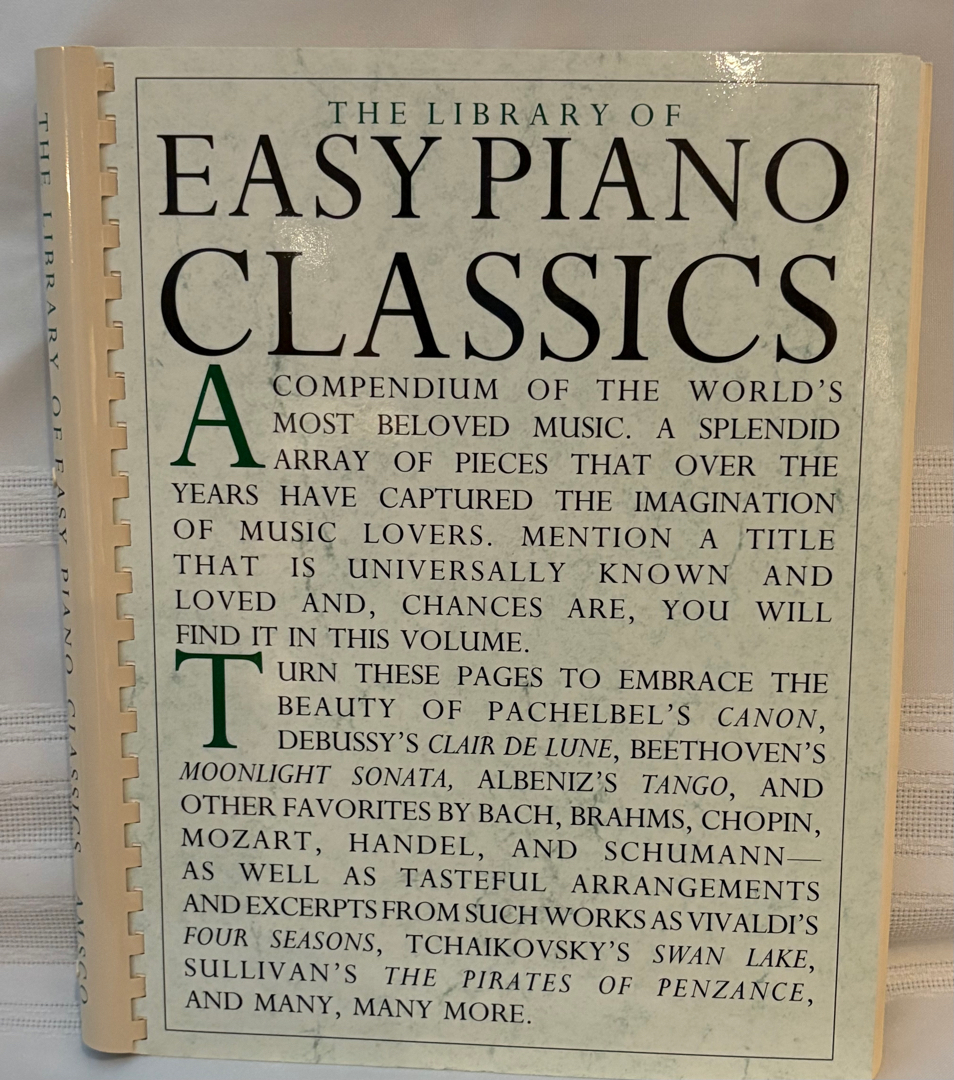 THE LIBRARY OF
EASY PIANO
CLASSICS
A COMPENDIUM OF THE WORLD'S
MOST BELOVED MUSIC. A SPLENDID
ARRAY OF PIECES THAT OVER THE
YEARS HAVE CAPTURED THE IMAGINATION
OF MUSIC LOVERS. MENTION A TITLE
THAT IS UNIVERSALLY KNOWN AND
LOVED AND, CHANCES ARE, YOU WILL
FIND IT IN THIS VOLUME.
TURN THESE PAGES TO EMBRACE THE
BEAUTY OF PACHELBEL'S CANON,
DEBUSSY'S CLAIR DE LUNE, BEETHOVEN'S
MOONLIGHT SONATA, ALBENIZ'S TANGO, AND
OTHER FAVORITES BY BACH, BRAHMS, CHOPIN,
MOZART, HANDEL, AND SCHUMANN—
AS WELL AS TASTEFUL ARRANGEMENTS
AND EXCERPTS FROM SUCH WORKS AS VIVALDI'S
FOUR SEASONS, TCHAIKOVSKY'S SWAN LAKE,
SULLIVAN'S THE PIRATES OF PENZANCE,
AND MANY, MANY MORE.
THE LIBRARY OF EASY PIANO CLASSICS AMSCO